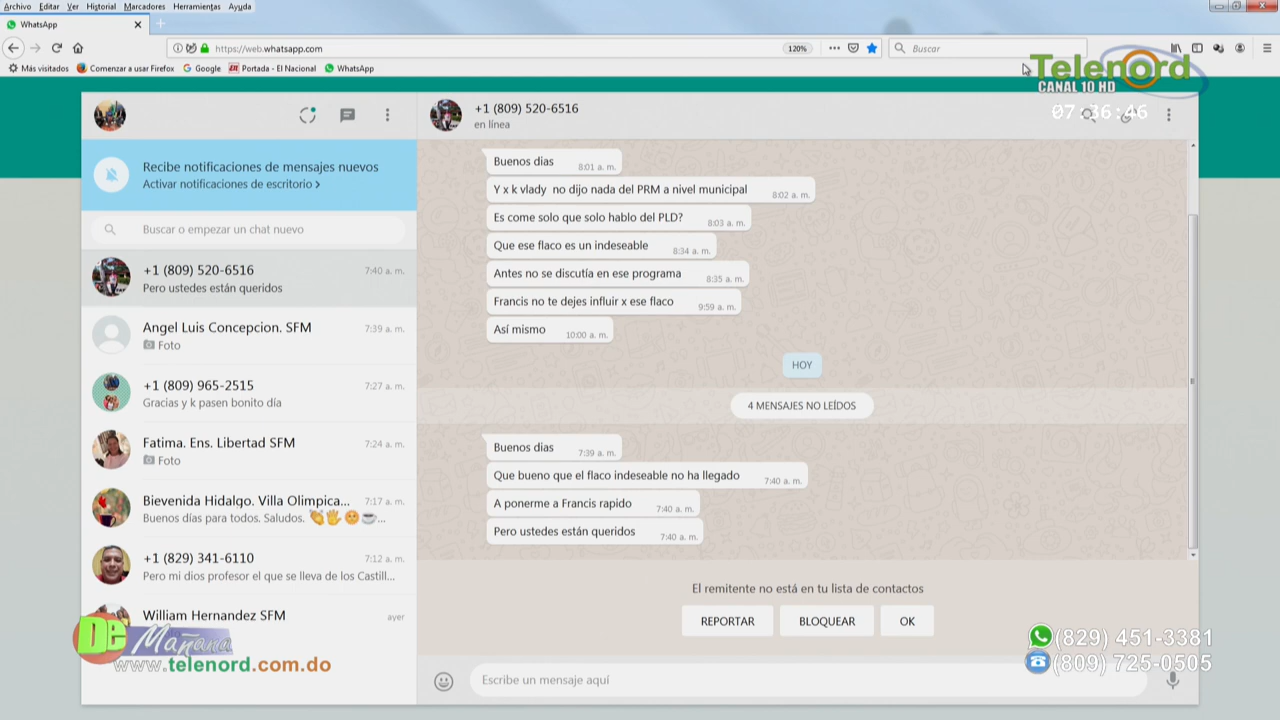 Archivo Editar Ver Historial Marcadores Herramientas Ayuda
WhatsApp
https://web.whatsapp.com
120%
Buscar
Más visitados Comenzar a usar Firefox Google Portada - El Nacional WhatsApp
Telenord
CANAL 10 HD
07:36:46
+1 (809) 520-6516
en línea
Recibe notificaciones de mensajes nuevos
Activar notificaciones de escritorio >
Buscar o empezar un chat nuevo
+1 (809) 520-6516 7:40 a. m.
Pero ustedes están queridos
Angel Luis Concepcion. SFM 7:39 a. m.
Foto
+1 (809) 965-2515 7:27 a. m.
Gracias y k pasen bonito día
Fatima. Ens. Libertad SFM 7:24 a. m.
Foto
Bievenida Hidalgo. Villa Olimpica... 7:17 a. m.
Buenos días para todos. Saludos. 👏🖐😊☕...
+1 (829) 341-6110 7:12 a. m.
Pero mi dios profesor el que se lleva de los Castill...
William Hernandez SFM ayer
Buenos dias 8:01 a. m.
Y x k vlady no dijo nada del PRM a nivel municipal 8:02 a. m.
Es come solo que solo hablo del PLD? 8:03 a. m.
Que ese flaco es un indeseable 8:34 a. m.
Antes no se discutía en ese programa 8:35 a. m.
Francis no te dejes influir x ese flaco 9:59 a. m.
Así mismo 10:00 a. m.
HOY
4 MENSAJES NO LEÍDOS
Buenos dias 7:39 a. m.
Que bueno que el flaco indeseable no ha llegado 7:40 a. m.
A ponerme a Francis rapido 7:40 a. m.
Pero ustedes están queridos 7:40 a. m.
El remitente no está en tu lista de contactos
REPORTAR BLOQUEAR OK
Escribe un mensaje aquí
De Mañana
www.telenord.com.do
(829) 451-3381
(809) 725-0505